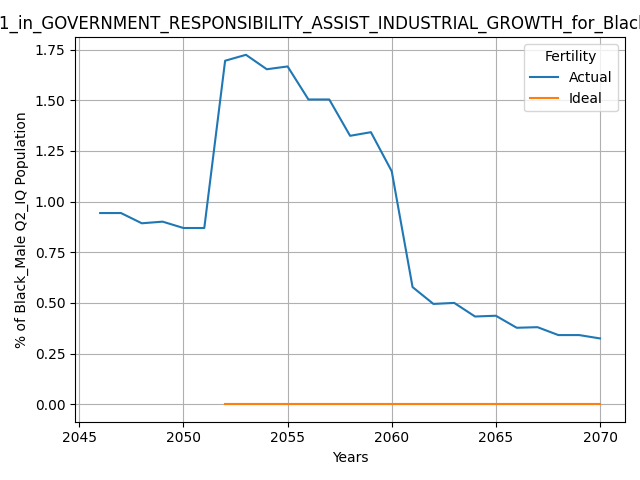 1_in_GOVERNMENT_RESPONSIBILITY_ASSIST_INDUSTRIAL_GROWTH_for_Black
Fertility
Actual
Ideal
% of Black_Male Q2_IQ Population
1.75
1.50
1.25
1.00
0.75
0.50
0.25
0.00
2045
2050
2055
2060
2065
2070
Years